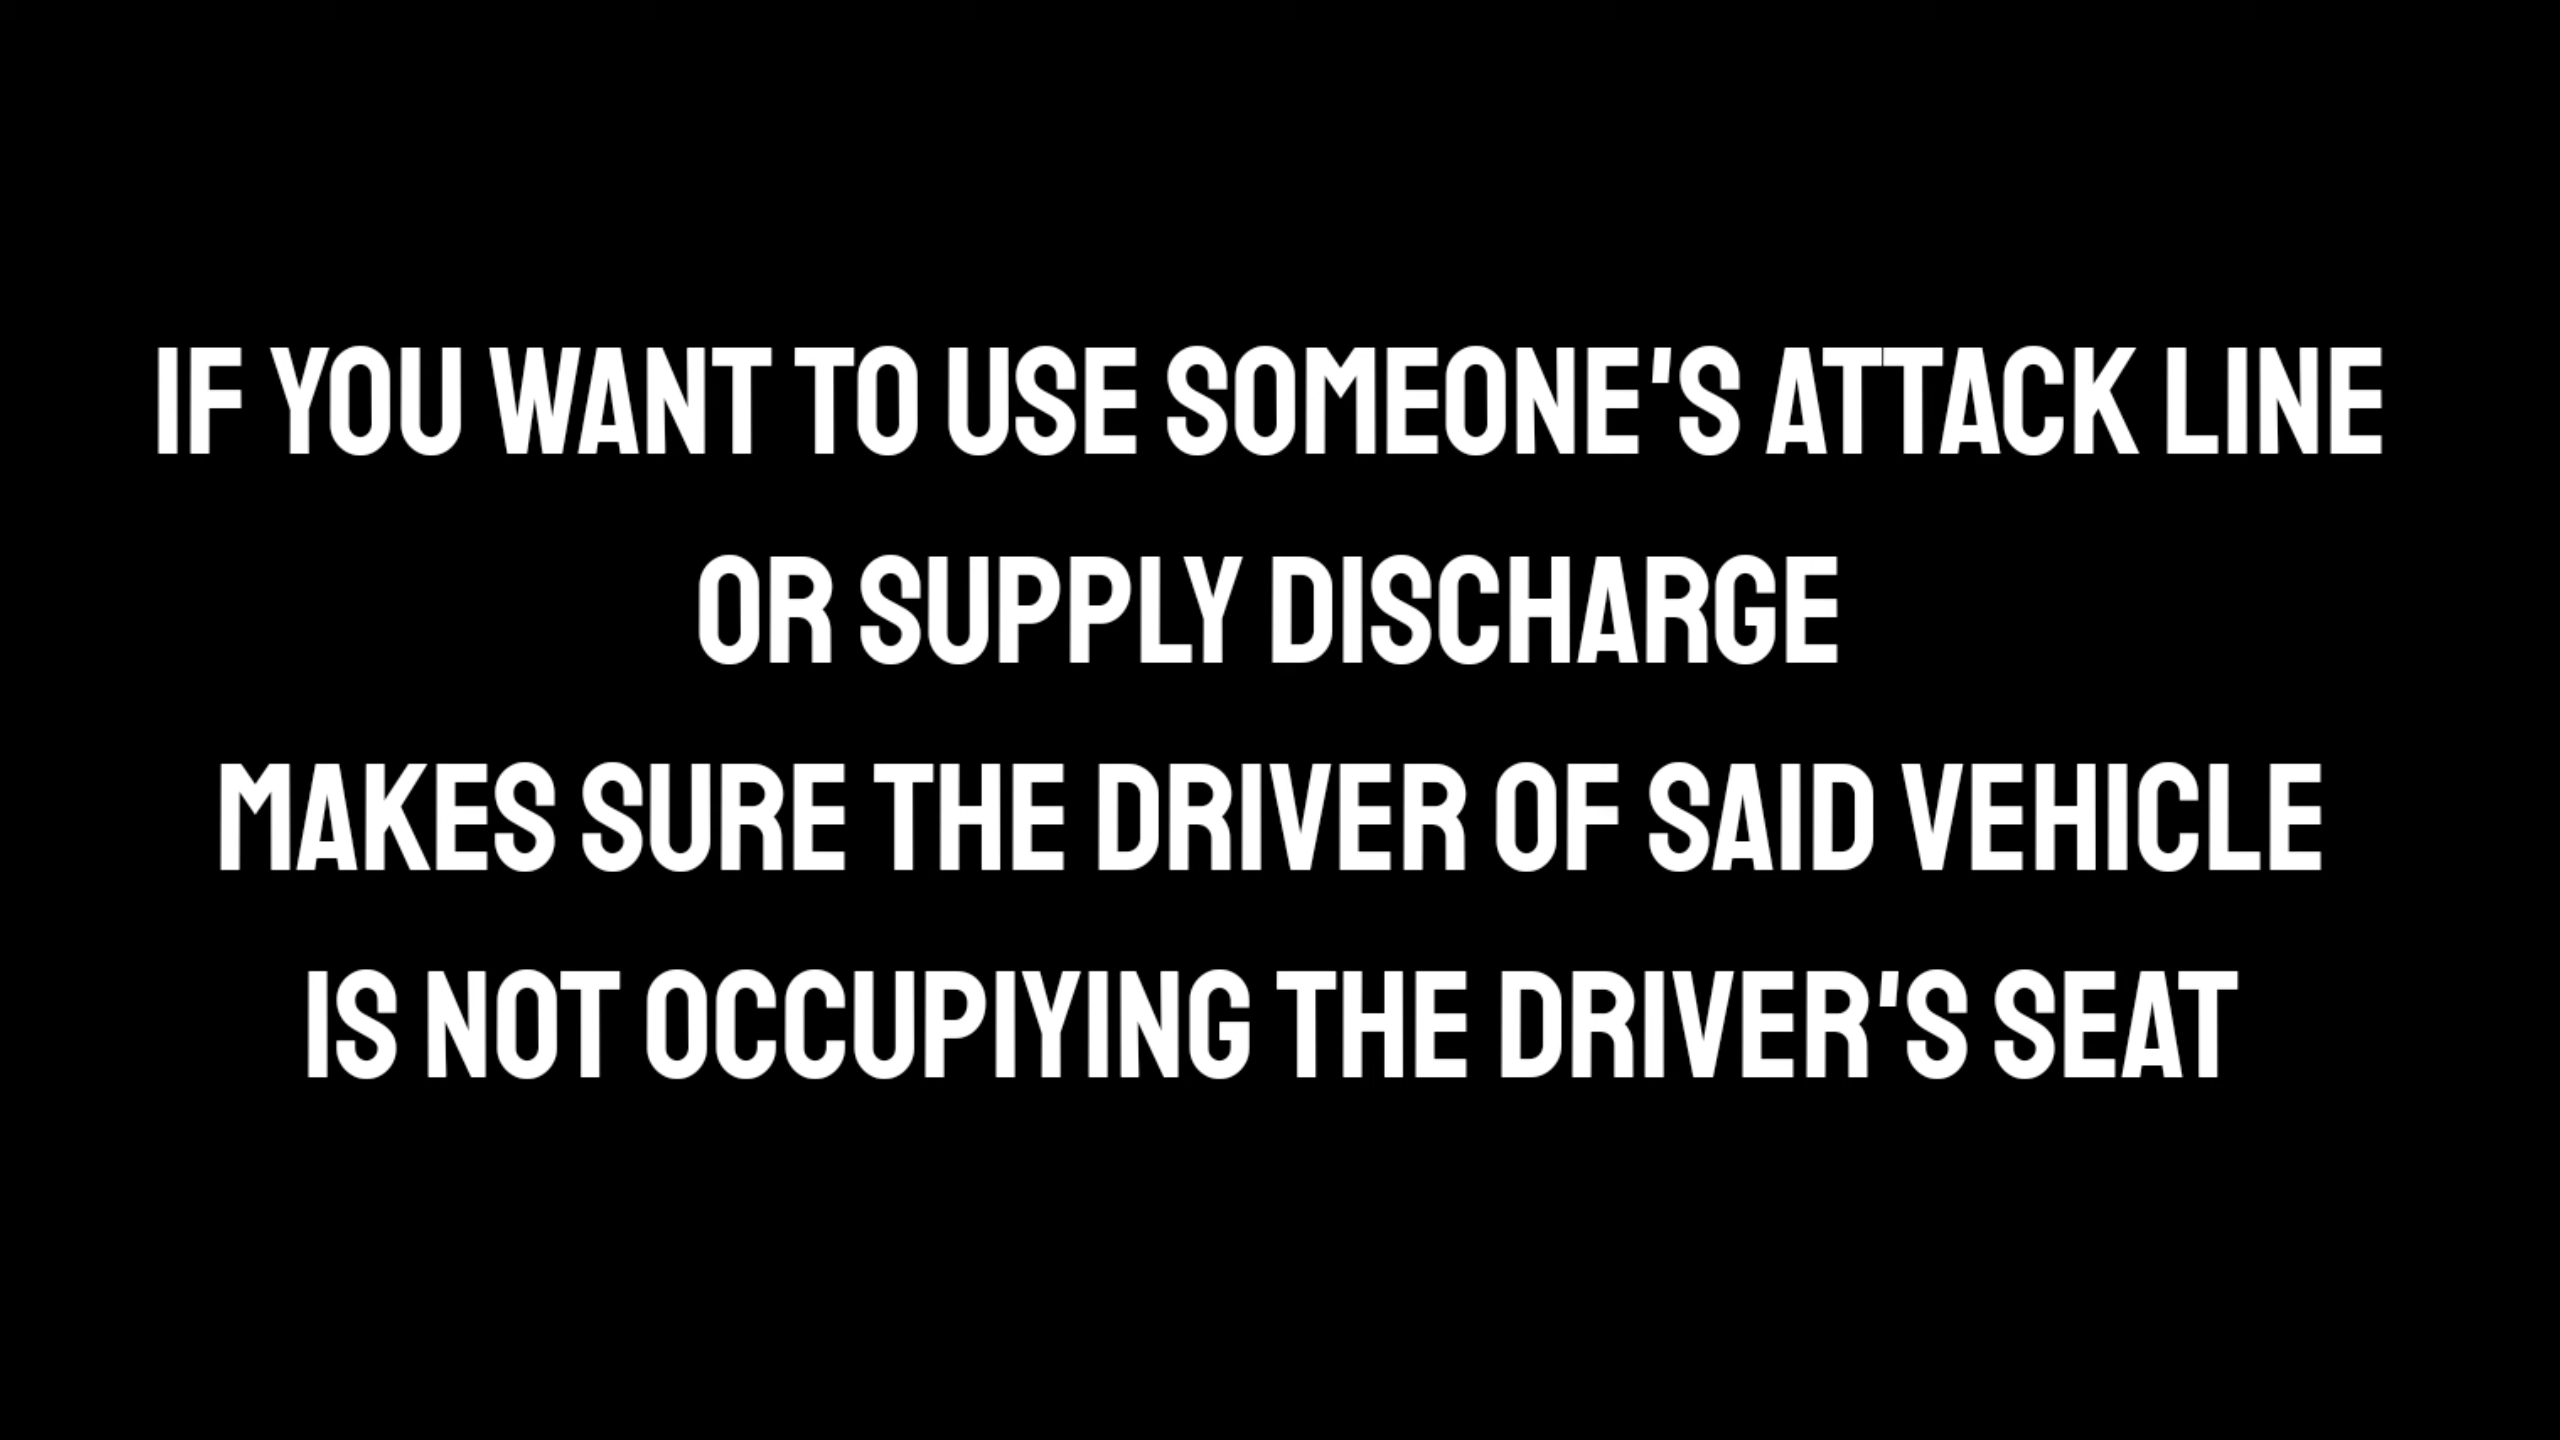 IF YOU WANT TO USE SOMEONE'S ATTACK LINE
OR SUPPLY DISCHARGE
MAKES SURE THE DRIVER OF SAID VEHICLE
IS NOT OCCUPIYING THE DRIVER'S SEAT